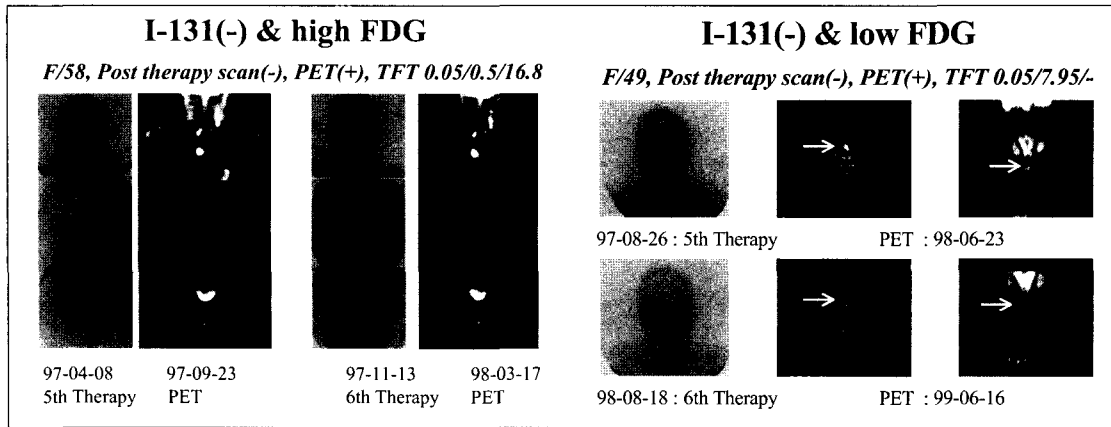 I-131(-) & high FDG
F/58, Post therapy scan(-), PET(+), TFT 0.05/0.5/16.8
97-04-08
5th Therapy
97-09-23
PET
97-11-13
6th Therapy
98-03-17
PET
I-131(-) & low FDG
F/49, Post therapy scan(-), PET(+), TFT 0.05/7.95/-
97-08-26 : 5th Therapy
PET : 98-06-23
98-08-18 : 6th Therapy
PET : 99-06-16